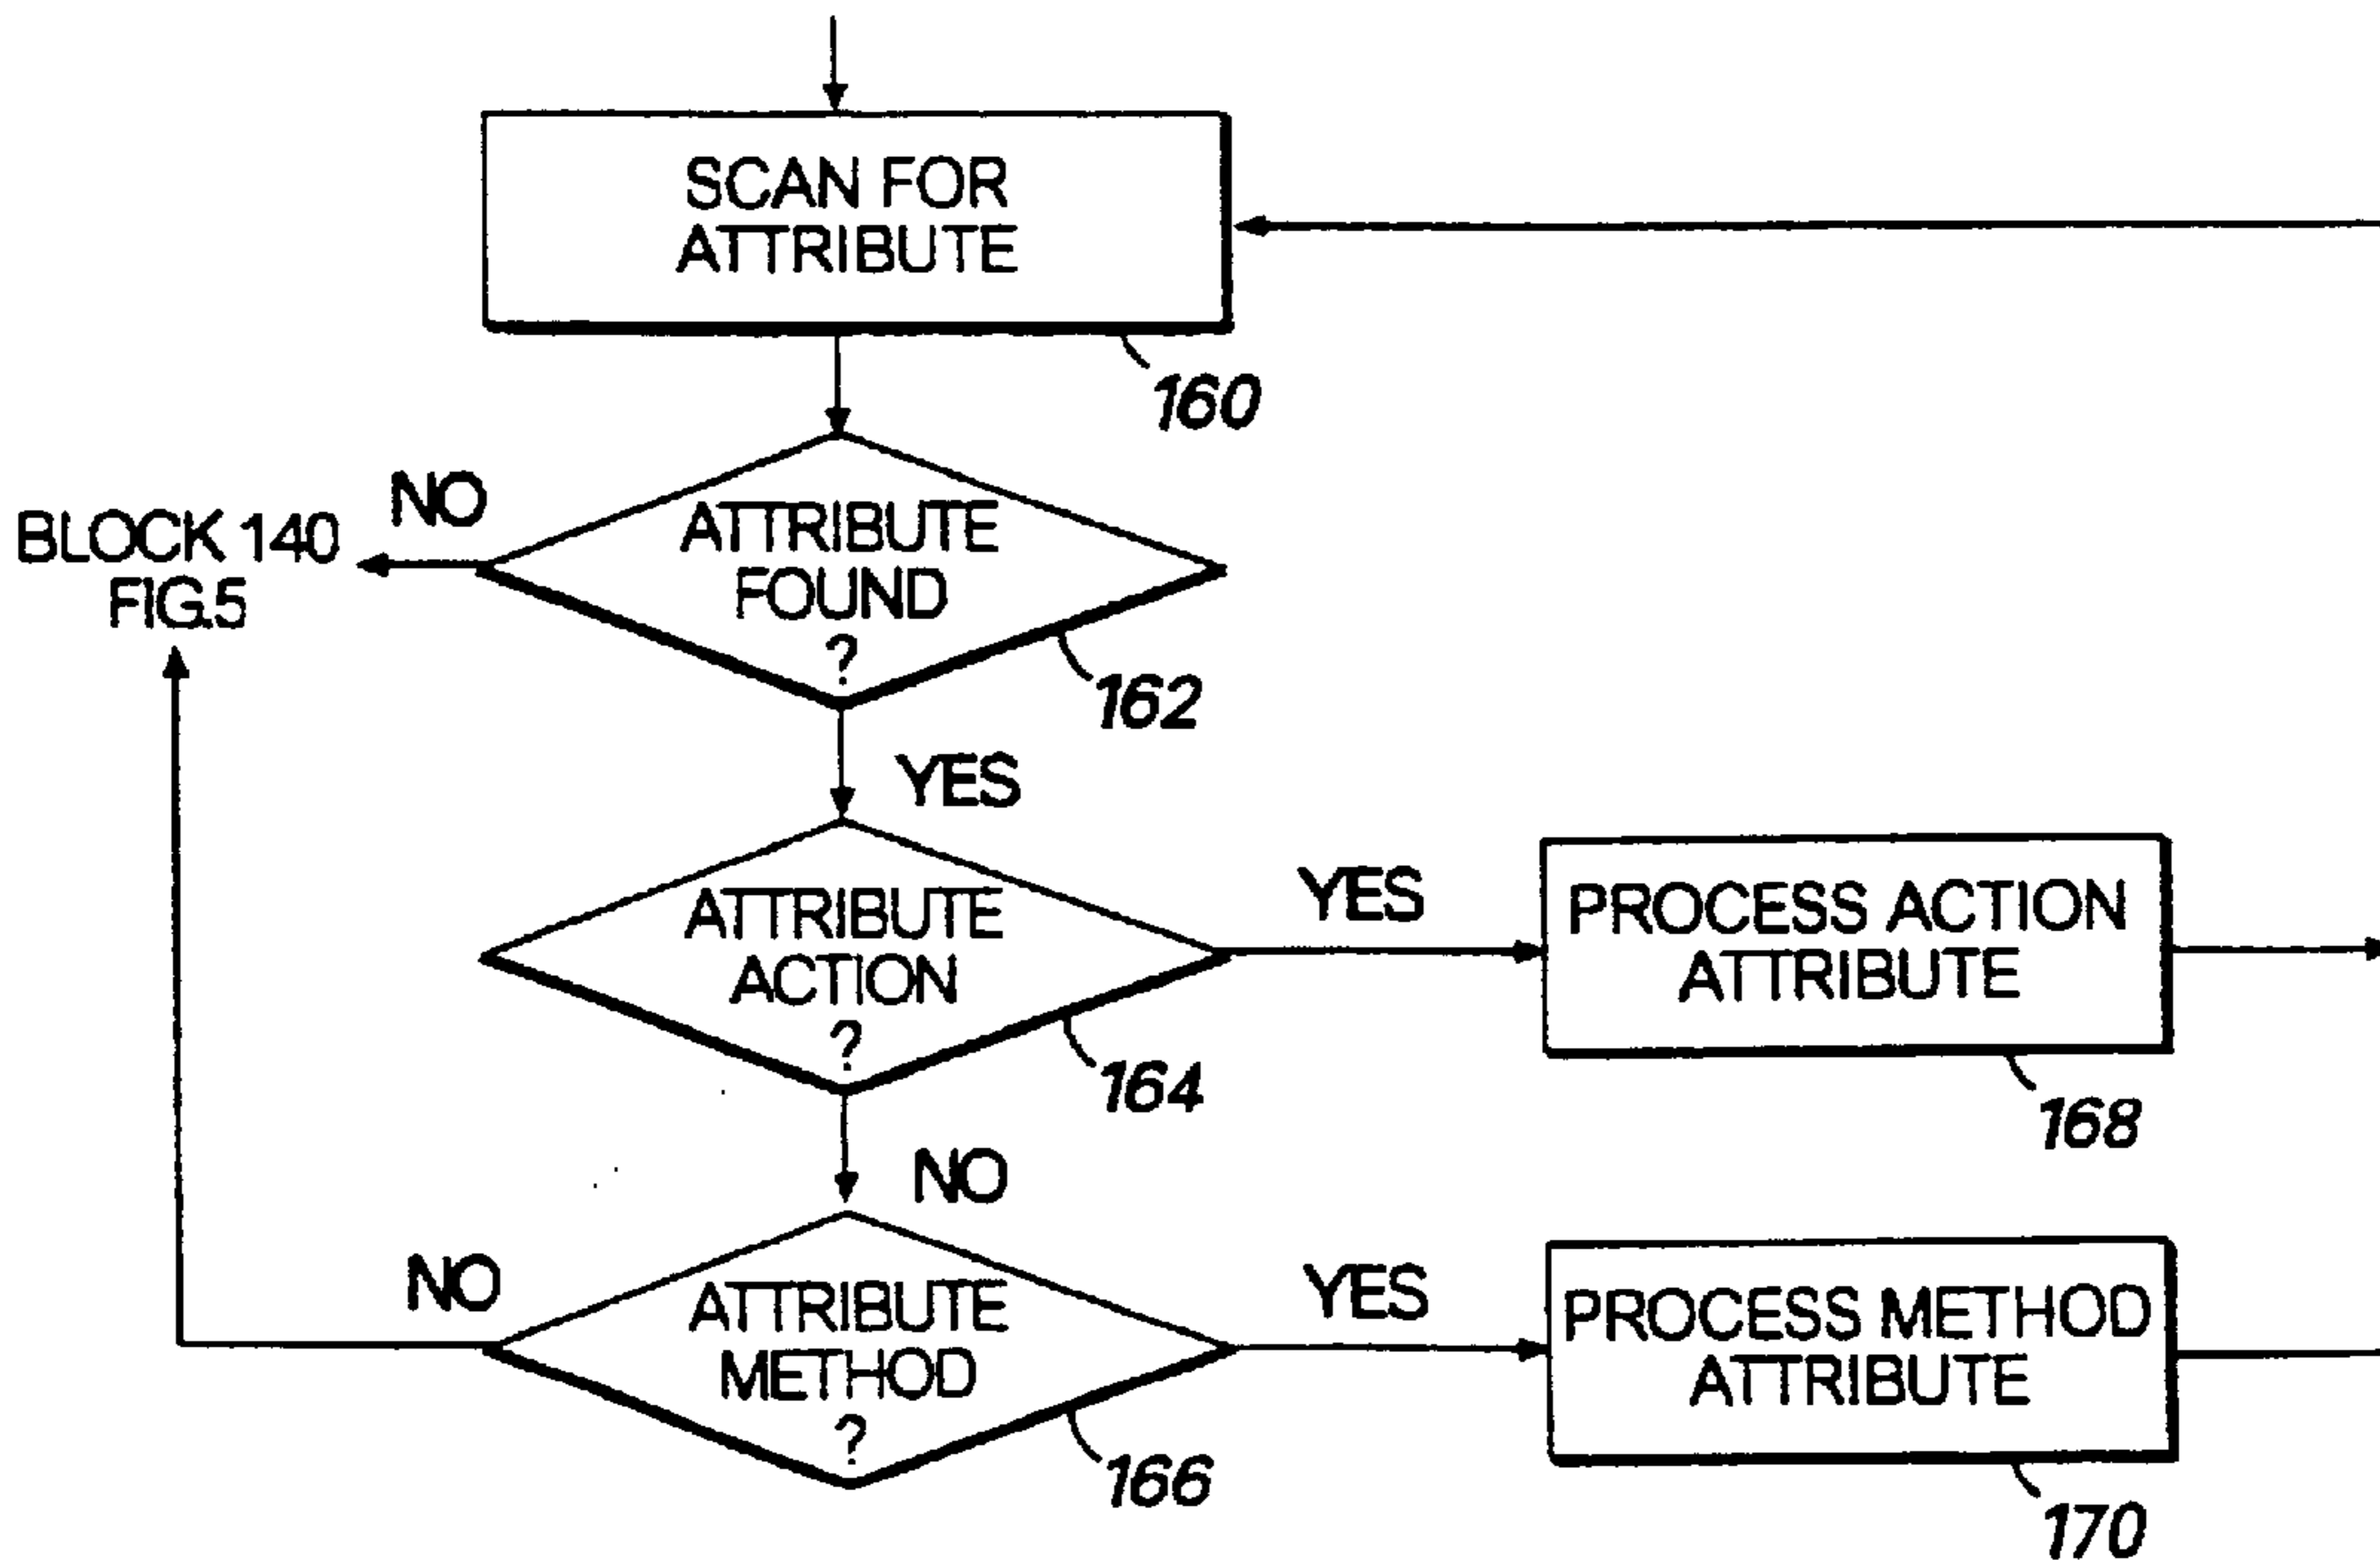 SCAN FOR
ATTRIBUTE
160
NO
BLOCK 140
FIG.5
ATTRIBUTE
FOUND
?
162
YES
ATTRIBUTE
ACTION
?
164
YES
PROCESS ACTION
ATTRIBUTE
168
NO
NO
ATTRIBUTE
METHOD
?
166
YES
PROCESS METHOD
ATTRIBUTE
170